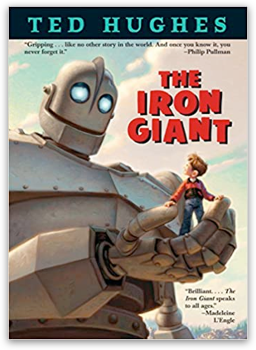 TED HUGHES
"Gripping . . . like no other story in the world. And once you know it, you
never forget it."
–Philip Pullman
THE
IRON
GIANT
"Brilliant. . . . The
Iron Giant speaks
to all ages."
–Madeleine
L'Engle